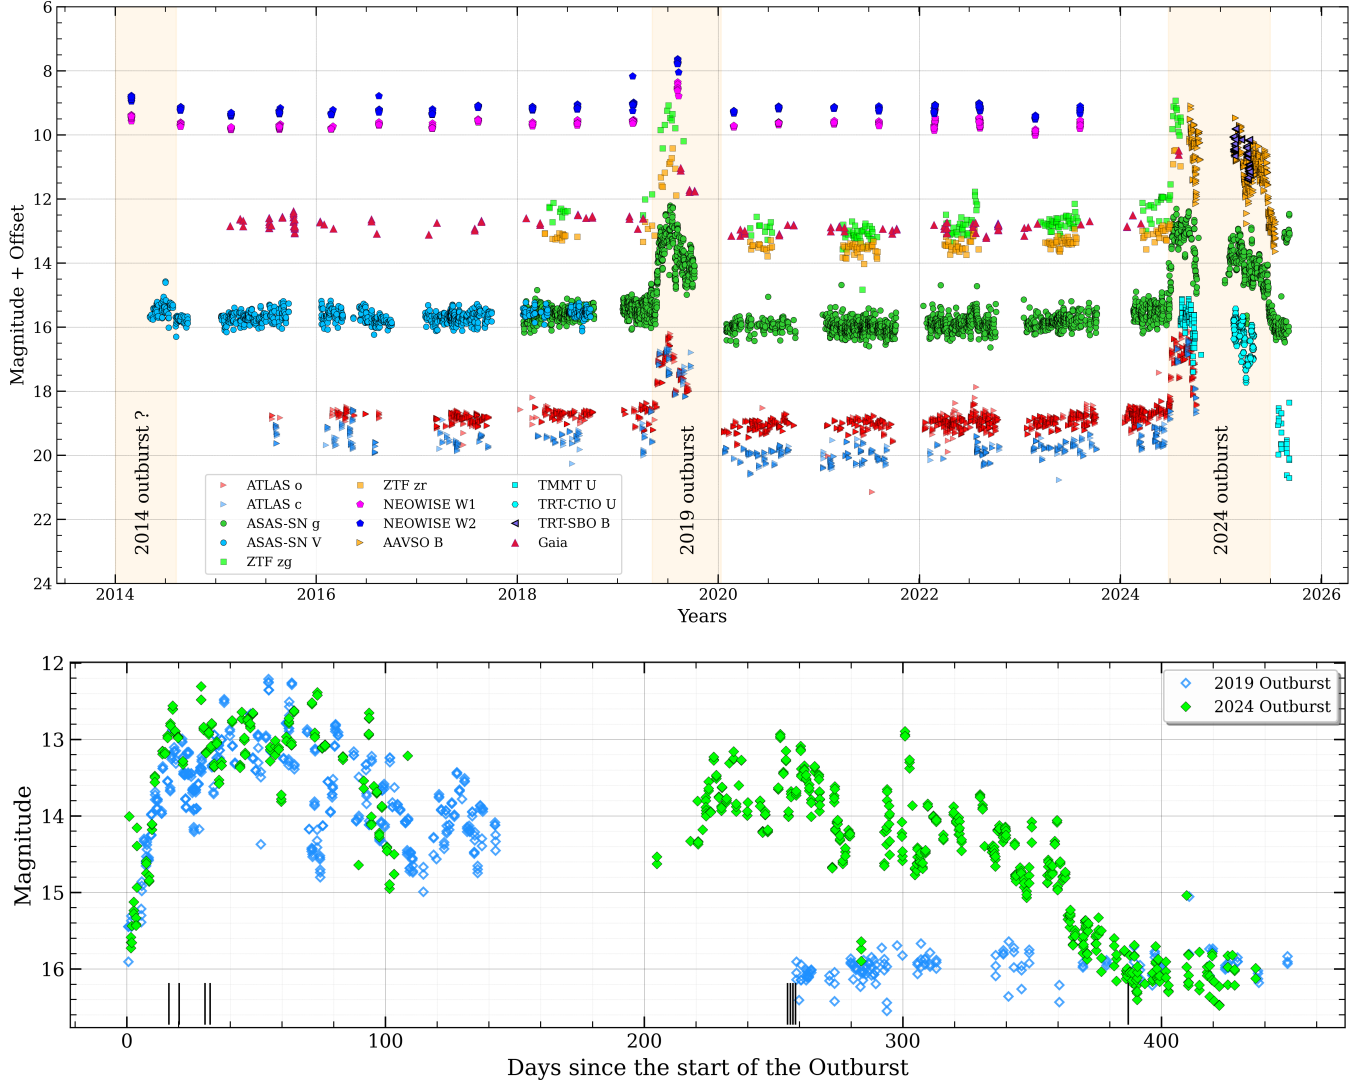 6
8
10
12
14
16
18
20
22
24
Magnitude + Offset
2014 outburst ?
2019 outburst
2024 outburst
ATLAS o
ATLAS c
ASAS-SN g
ASAS-SN V
ZTF zg
ZTF zr
NEOWISE W1
NEOWISE W2
AAVSO B
TMMT U
TRT-CTIO U
TRT-SBO B
Gaia
2014 2016 2018 2020 2022 2024 2026
Years
12
13
14
15
16
Magnitude
2019 Outburst
2024 Outburst
0 100 200 300 400
Days since the start of the Outburst